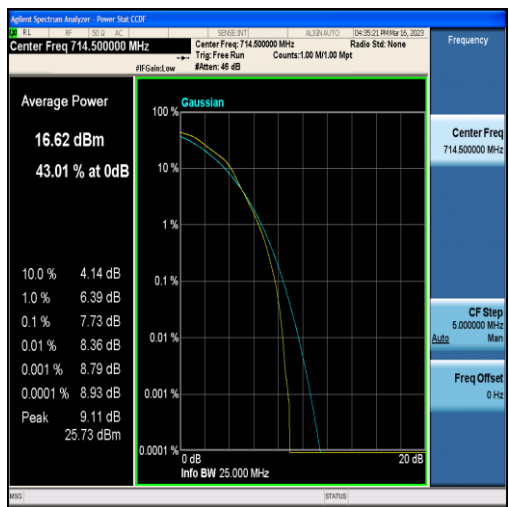 Agilent Spectrum Analyzer - Power Stat CCDF
RL RF 50 Ω AC SENSE:INT ALIGN AUTO 04:35:21 PM Mar 16, 2023
Center Freq 714.500000 MHz
Center Freq: 714.500000 MHz Radio Std: None
Trig: Free Run Counts:1.00 M/1.00 Mpt
#IFGain:Low #Atten: 46 dB
Frequency
Average Power
16.62 dBm
43.01 % at 0dB
10.0 % 4.14 dB
1.0 % 6.39 dB
0.1 % 7.73 dB
0.01 % 8.36 dB
0.001 % 8.79 dB
0.0001 % 8.93 dB
Peak 9.11 dB
25.73 dBm
Gaussian
100 %
10 %
1 %
0.1 %
0.01 %
0.001 %
0.0001 %
0 dB 20 dB
Info BW 25.000 MHz
Center Freq
714.500000 MHz
CF Step
5.000000 MHz
Auto Man
Freq Offset
0 Hz
MSG STATUS